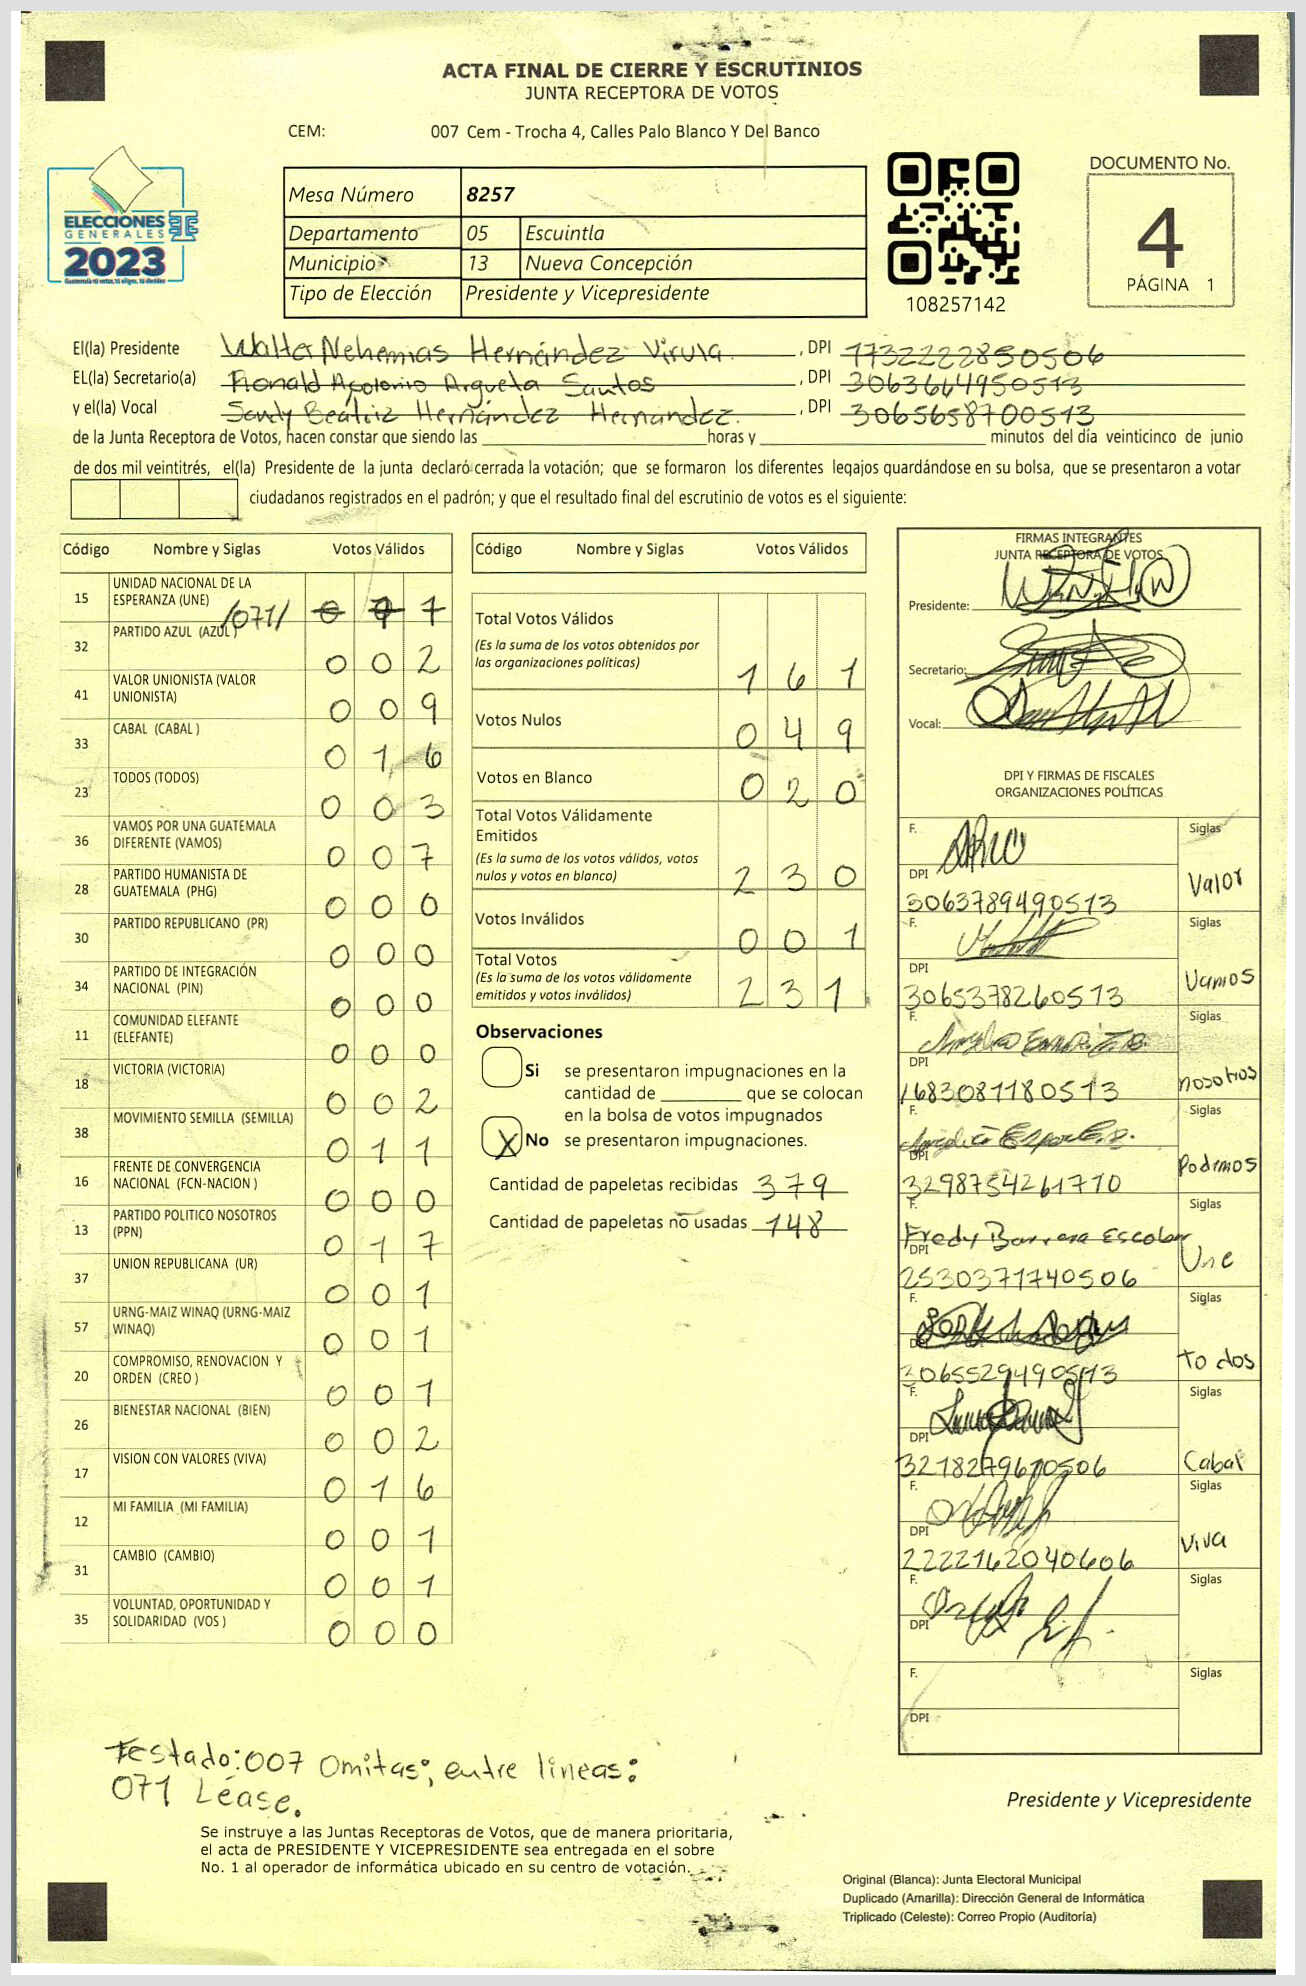 ACTA FINAL DE CIERRE Y ESCRUTINIOS
JUNTA RECEPTORA DE VOTOS
CEM: 007 Cem - Trocha 4, Calles Palo Blanco Y Del Banco
ELECCIONES
GENERALES
2023
Mesa Número 8257
Departamento 05 Escuintla
Municipio 13 Nueva Concepción
Tipo de Elección Presidente y Vicepresidente
108257142
DOCUMENTO No.
4
PÁGINA 1
El(la) Presidente Walter Nehemias Hernández Virula , DPI 1732222850506
EL(la) Secretario(a) Ronald Apolonio Argueta Santos , DPI 3063664950513
y el(la) Vocal Sandy Beatriz Hernández Hernández. , DPI 3065658700513
de la Junta Receptora de Votos, hacen constar que siendo las horas y minutos del día veinticinco de junio
de dos mil veintitrés, el(la) Presidente de la junta declaró cerrada la votación; que se formaron los diferentes legajos guardándose en su bolsa, que se presentaron a votar
ciudadanos registrados en el padrón; y que el resultado final del escrutinio de votos es el siguiente:
Código Nombre y Siglas Votos Válidos
15 UNIDAD NACIONAL DE LA ESPERANZA (UNE) /071/
32 PARTIDO AZUL (AZUL) 0 0 2
41 VALOR UNIONISTA (VALOR UNIONISTA) 0 0 9
33 CABAL (CABAL ) 0 1 6
23 TODOS (TODOS) 0 0 3
36 VAMOS POR UNA GUATEMALA DIFERENTE (VAMOS) 0 0 7
28 PARTIDO HUMANISTA DE GUATEMALA (PHG) 0 0 0
30 PARTIDO REPUBLICANO (PR) 0 0 0
34 PARTIDO DE INTEGRACIÓN NACIONAL (PIN) 0 0 0
11 COMUNIDAD ELEFANTE (ELEFANTE) 0 0 0
18 VICTORIA (VICTORIA) 0 0 2
38 MOVIMIENTO SEMILLA (SEMILLA) 0 1 1
16 FRENTE DE CONVERGENCIA NACIONAL (FCN-NACION ) 0 0 0
13 PARTIDO POLITICO NOSOTROS (PPN) 0 1 7
37 UNION REPUBLICANA (UR) 0 0 1
57 URNG-MAIZ WINAQ (URNG-MAIZ WINAQ) 0 0 1
20 COMPROMISO, RENOVACION Y ORDEN (CREO ) 0 0 1
26 BIENESTAR NACIONAL (BIEN) 0 0 2
17 VISION CON VALORES (VIVA) 0 1 6
12 MI FAMILIA (MI FAMILIA) 0 0 1
31 CAMBIO (CAMBIO) 0 0 1
35 VOLUNTAD, OPORTUNIDAD Y SOLIDARIDAD (VOS ) 0 0 0
Código Nombre y Siglas Votos Válidos
Total Votos Válidos
(Es la suma de los votos obtenidos por
las organizaciones políticas) 1 6 1
Votos Nulos 0 4 9
Votos en Blanco 0 2 0
Total Votos Válidamente
Emitidos
(Es la suma de los votos válidos, votos
nulos y votos en blanco) 2 3 0
Votos Inválidos 0 0 1
Total Votos
(Es la suma de los votos válidamente
emitidos y votos inválidos) 2 3 1
Observaciones
Si se presentaron impugnaciones en la
cantidad de que se colocan
en la bolsa de votos impugnados
X No se presentaron impugnaciones.
Cantidad de papeletas recibidas 379
Cantidad de papeletas no usadas 148
FIRMAS INTEGRANTES
JUNTA RECEPTORA DE VOTOS
Presidente:
Secretario:
Vocal:
DPI Y FIRMAS DE FISCALES
ORGANIZACIONES POLÍTICAS
F. Siglas
DPI 3063789490513 Valor
F. Siglas
DPI 3065378260513 Vamos
F. Siglas
DPI 1683081180513 nosotros
F. Siglas
DPI 3298754261710 Podemos
F. Fredy Barrera Escobar Siglas
DPI 2530371740506 Une
F. Siglas
3065529490513 todos
F. Siglas
DPI 3218279610506 Cabal
F. Siglas
DPI 2222162040606 Viva
F. Siglas
DPI
F. Siglas
DPI
Testado: 007 Omitas; entre lineas:
071 Léase.
Presidente y Vicepresidente
Se instruye a las Juntas Receptoras de Votos, que de manera prioritaria,
el acta de PRESIDENTE Y VICEPRESIDENTE sea entregada en el sobre
No. 1 al operador de informática ubicado en su centro de votación.
Original (Blanca): Junta Electoral Municipal
Duplicado (Amarilla): Dirección General de Informática
Triplicado (Celeste): Correo Propio (Auditoría)